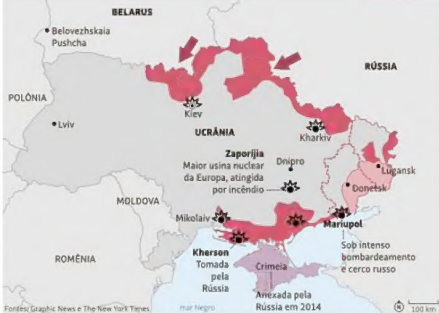 BELARUS
Belovezhskaia
Pushcha
RÚSSIA
POLÔNIA
Kiev
Lviv
UCRÂNIA
Kharkiv
Zaporíjia
Maior usina nuclear
da Europa, atingida
por incêndio
Dnipro
Lugansk
Donetsk
MOLDOVA
Mikolaiv
Mariupol
Sob intenso
bombardeamento
e cerco russo
Kherson
Tomada
pela
Rússia
ROMÊNIA
Crimeia
Anexada pela
Rússia em 2014
mar Negro
Fontes: Graphic News e The New York Times
N
100 km